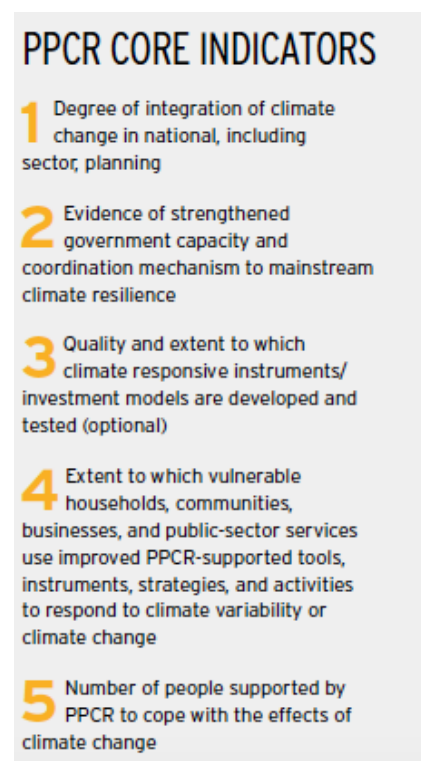 PPCR CORE INDICATORS
1 Degree of integration of climate
change in national, including
sector, planning
2 Evidence of strengthened
government capacity and
coordination mechanism to mainstream
climate resilience
3 Quality and extent to which
climate responsive instruments/
investment models are developed and
tested (optional)
4 Extent to which vulnerable
households, communities,
businesses, and public-sector services
use improved PPCR-supported tools,
instruments, strategies, and activities
to respond to climate variability or
climate change
5 Number of people supported by
PPCR to cope with the effects of
climate change